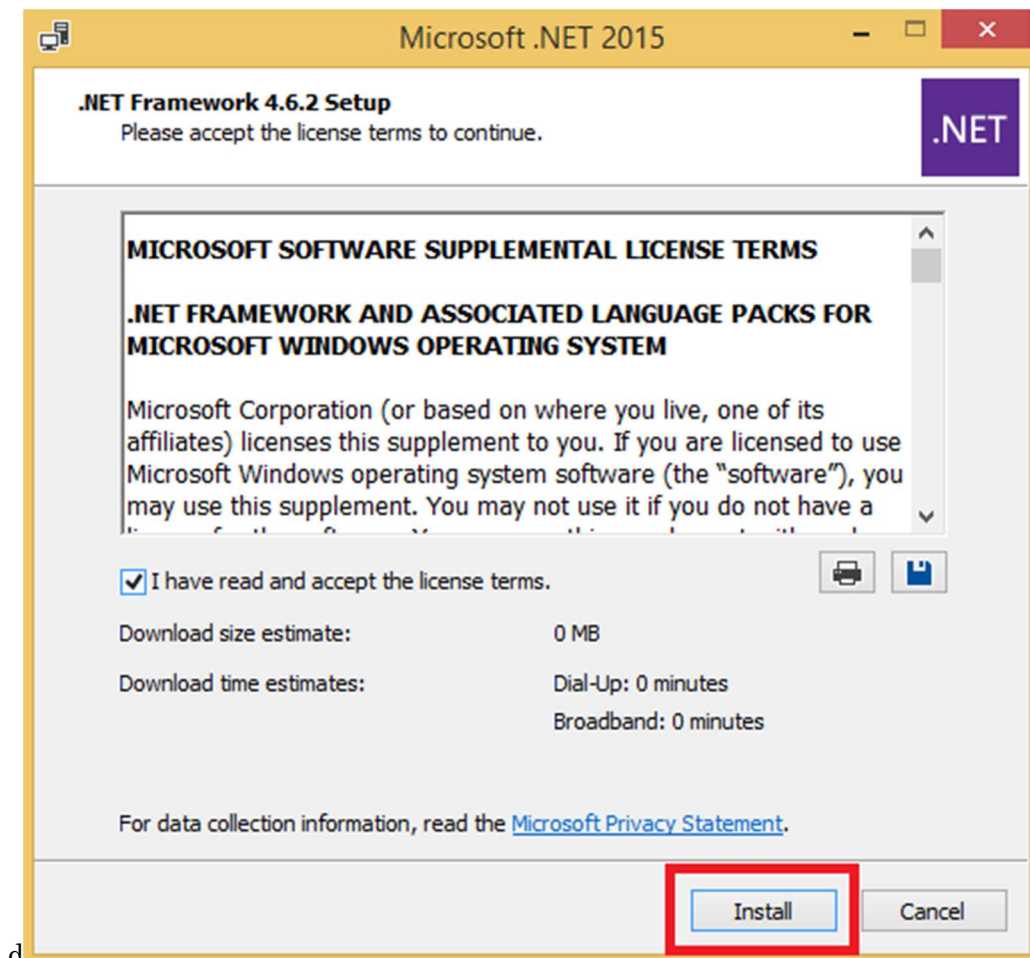 Microsoft .NET 2015
.NET Framework 4.6.2 Setup
Please accept the license terms to continue.
.NET
MICROSOFT SOFTWARE SUPPLEMENTAL LICENSE TERMS
.NET FRAMEWORK AND ASSOCIATED LANGUAGE PACKS FOR
MICROSOFT WINDOWS OPERATING SYSTEM
Microsoft Corporation (or based on where you live, one of its
affiliates) licenses this supplement to you. If you are licensed to use
Microsoft Windows operating system software (the “software”), you
may use this supplement. You may not use it if you do not have a
I have read and accept the license terms.
Download size estimate: 0 MB
Download time estimates: Dial-Up: 0 minutes
Broadband: 0 minutes
For data collection information, read the Microsoft Privacy Statement.
Install Cancel
d